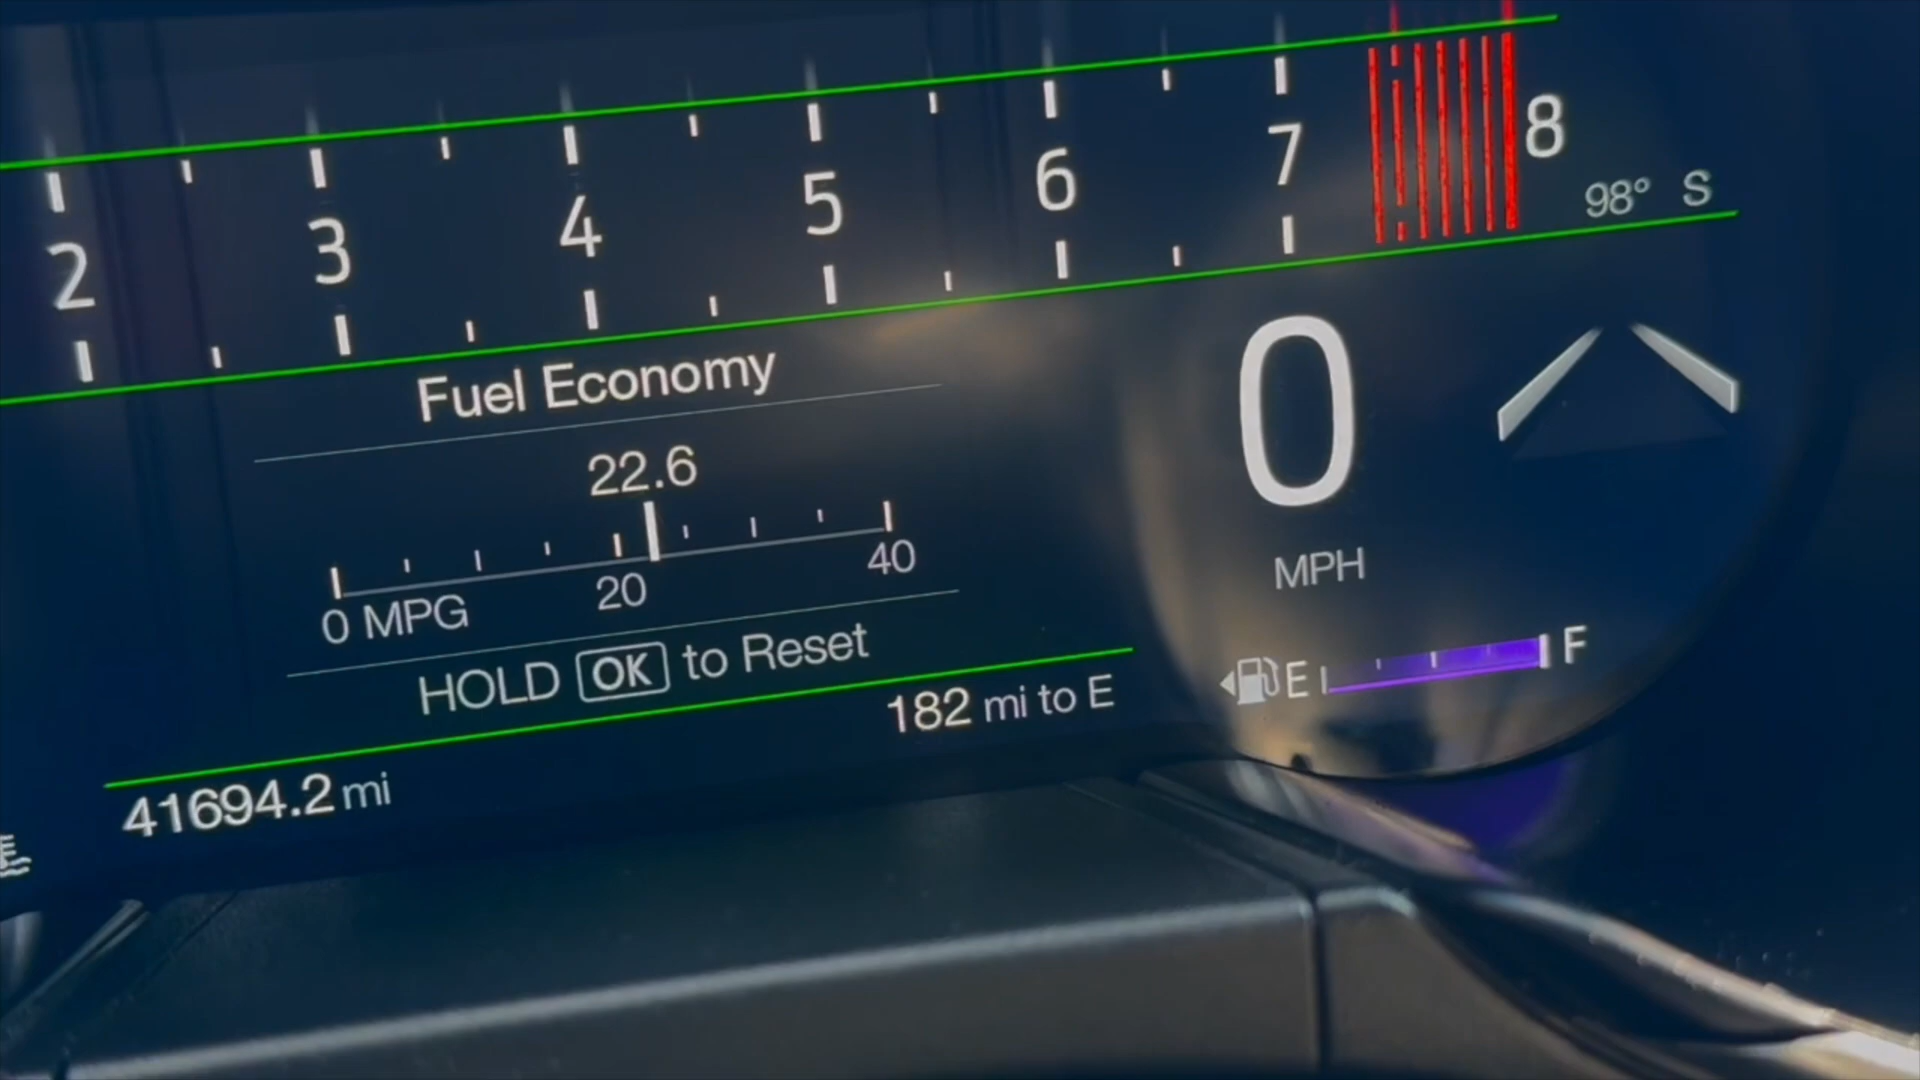 2 3 4 5 6 7 8
98° S
Fuel Economy
22.6
0 MPG 20 40
HOLD OK to Reset
0
MPH
E F
182 mi to E
41694.2 mi